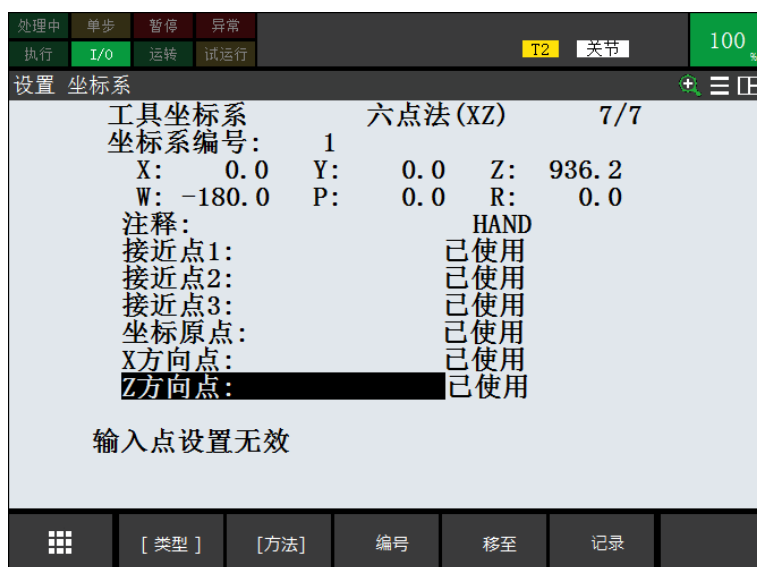 处理中 单步 暂停 异常
执行 I/O 运转 试运行 T2 关节 100 %
设置 坐标系
工具坐标系 六点法(XZ) 7/7
坐标系编号: 1
X: 0.0 Y: 0.0 Z: 936.2
W: -180.0 P: 0.0 R: 0.0
注释: HAND
接近点1: 已使用
接近点2: 已使用
接近点3: 已使用
坐标原点: 已使用
X方向点: 已使用
Z方向点: 已使用
输入点设置无效
[ 类型 ] [方法] 编号 移至 记录